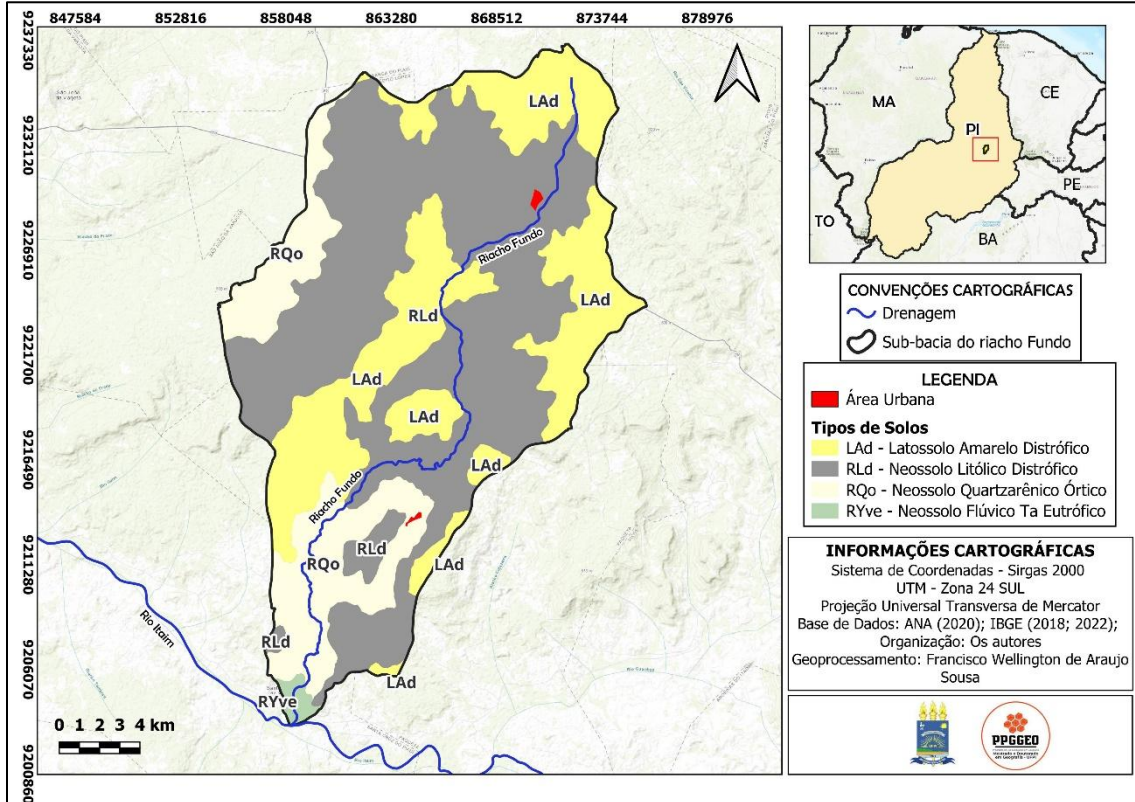 847584 852816 858048 863280 868512 873744 878976
9237330
9232120
9226910
9221700
9216490
9211280
9206070
9200860
LAd
Riacho Fundo
RQo
LAd
RLd
LAd
LAd
LAd
Riacho Fundo
RLd
RQo
LAd
Rio Itaim
RLd
LAd
RYve
0 1 2 3 4 km
MA
CE
PI
PE
TO
BA
CONVENÇÕES CARTOGRÁFICAS
Drenagem
Sub-bacia do riacho Fundo
LEGENDA
Área Urbana
Tipos de Solos
LAd - Latossolo Amarelo Distrófico
RLd - Neossolo Litólico Distrófico
RQo - Neossolo Quartzarênico Órtico
RYve - Neossolo Flúvico Ta Eutrófico
INFORMAÇÕES CARTOGRÁFICAS
Sistema de Coordenadas - Sirgas 2000
UTM - Zona 24 SUL
Projeção Universal Transversa de Mercator
Base de Dados: ANA (2020); IBGE (2018; 2022);
Organização: Os autores
Geoprocessamento: Francisco Wellington de Araujo
Sousa
PPGGEO